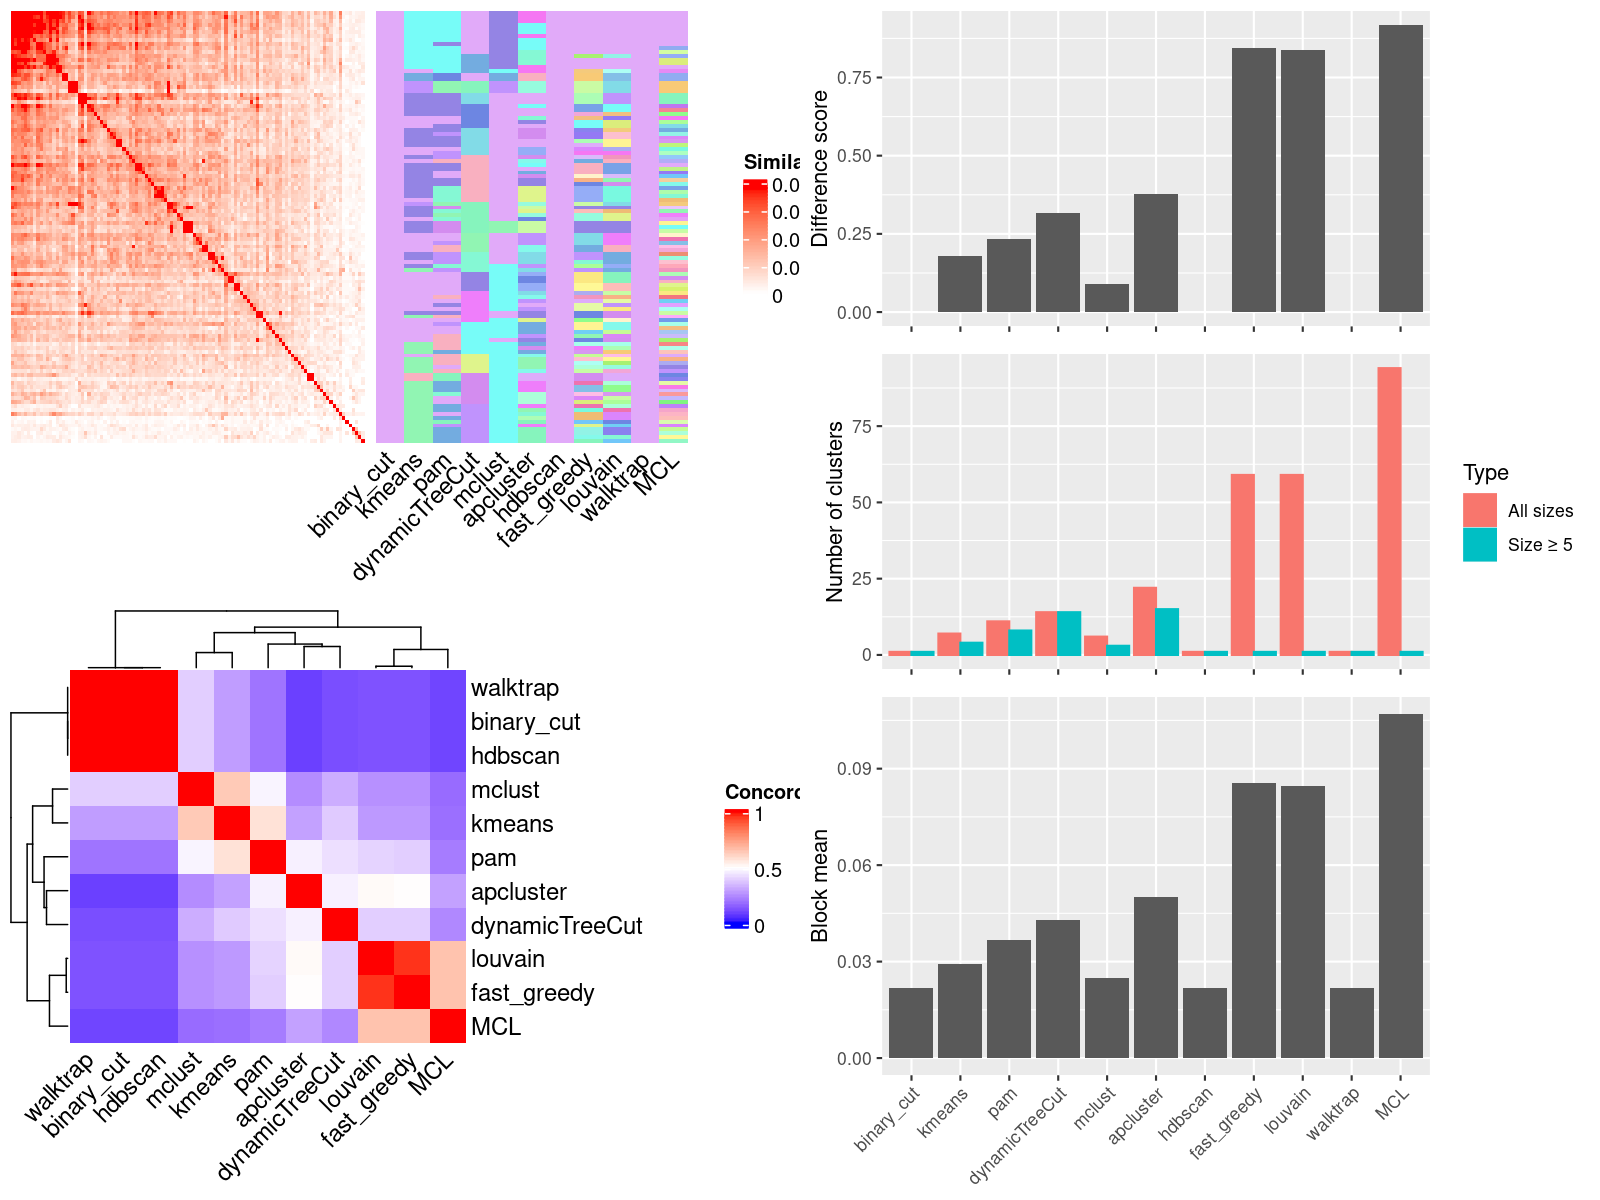 Simila
0.0
0.0
0.0
0.0
0
binary_cut
kmeans
pam
dynamicTreeCut
mclust
apcluster
hdbscan
fast_greedy
louvain
walktrap
MCL
walktrap
binary_cut
hdbscan
mclust
kmeans
pam
apcluster
dynamicTreeCut
louvain
fast_greedy
MCL
walktrap
binary_cut
hdbscan
mclust
kmeans
pam
apcluster
dynamicTreeCut
louvain
fast_greedy
MCL
Concord
1
0.5
0
Difference score
0.75
0.50
0.25
0.00
Number of clusters
75
50
25
0
Type
All sizes
Size ≥ 5
Block mean
0.09
0.06
0.03
0.00
binary_cut
kmeans
pam
dynamicTreeCut
mclust
apcluster
hdbscan
fast_greedy
louvain
walktrap
MCL